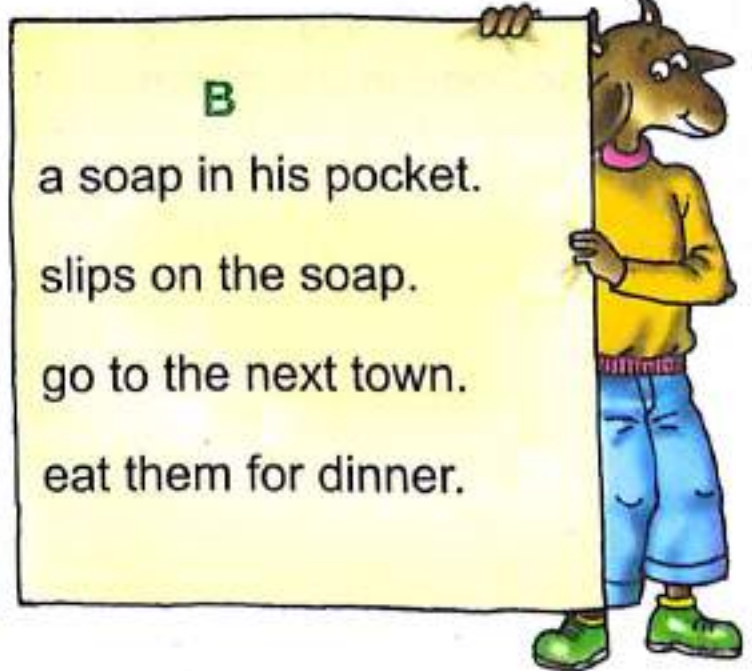 B
a soap in his pocket.
slips on the soap.
go to the next town.
eat them for dinner.